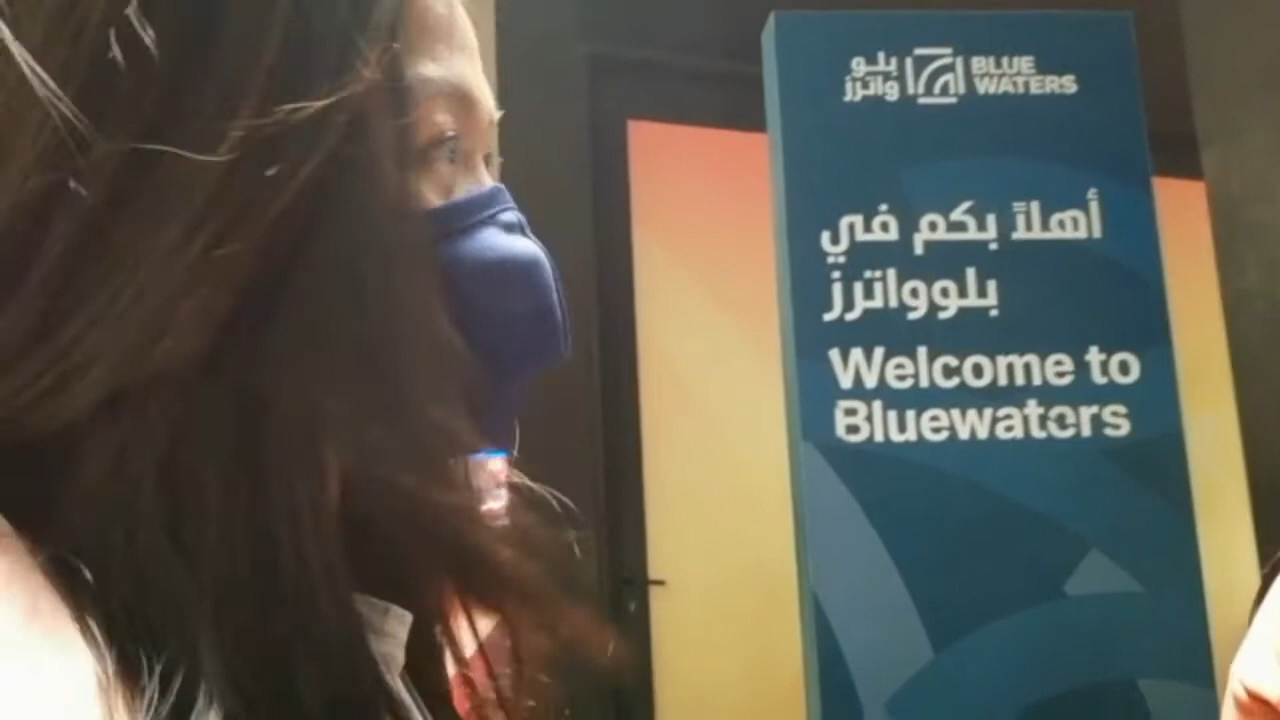 بلو
واترز
BLUE
WATERS
أهلاً بكم في
بلوواترز
Welcome to
Bluewaters